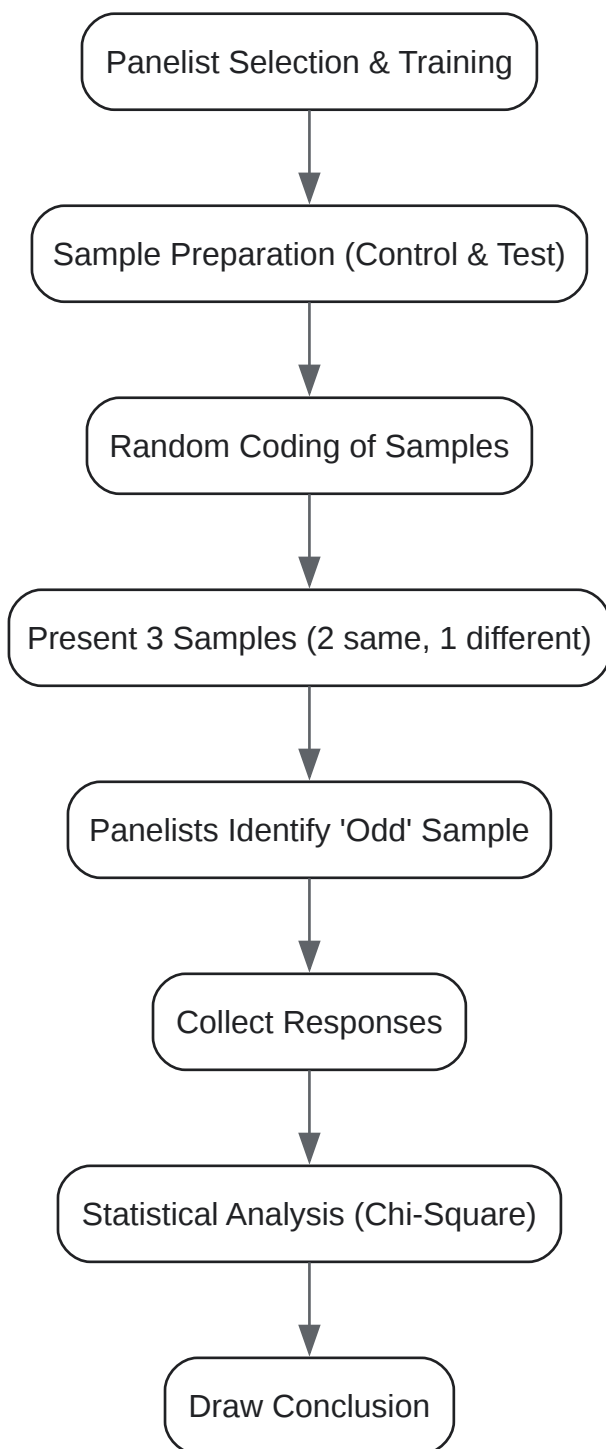 Panelist Selection & Training
Sample Preparation (Control & Test)
Random Coding of Samples
Present 3 Samples (2 same, 1 different)
Panelists Identify 'Odd' Sample
Collect Responses
Statistical Analysis (Chi-Square)
Draw Conclusion